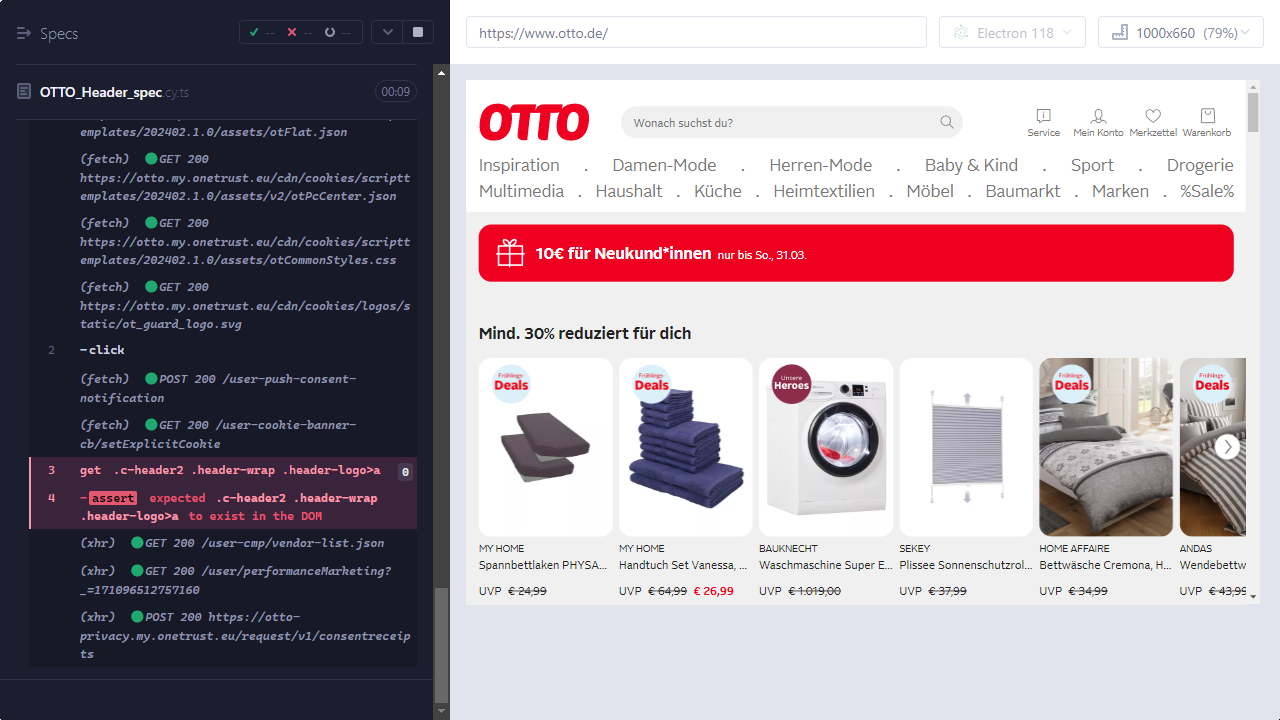 Specs
-- -- --
OTTO_Header_spec.cy.ts
00:09
emplates/202402.1.0/assets/otFlat.json
(fetch) GET 200
https://otto.my.onetrust.eu/cdn/cookies/scriptt
emplates/202402.1.0/assets/v2/otPcCenter.json
(fetch) GET 200
https://otto.my.onetrust.eu/cdn/cookies/scriptt
emplates/202402.1.0/assets/otCommonStyles.css
(fetch) GET 200
https://otto.my.onetrust.eu/cdn/cookies/logos/s
tatic/ot_guard_logo.svg
2 -click
(fetch) POST 200 /user-push-consent-
notification
(fetch) GET 200 /user-cookie-banner-
cb/setExplicitCookie
3 get .c-header2 .header-wrap .header-logo>a 0
4 -assert expected .c-header2 .header-wrap
.header-logo>a to exist in the DOM
(xhr) GET 200 /user-cmp/vendor-list.json
(xhr) GET 200 /user/performanceMarketing?
_=1710965127571​60
(xhr) POST 200 https://otto-
privacy.my.onetrust.eu/request/v1/consentreceip
ts
https://www.otto.de/
Electron 118
1000x660 (79%)
OTTO
Wonach suchst du?
Service Mein Konto Merkzettel Warenkorb
Inspiration . Damen-Mode . Herren-Mode . Baby & Kind . Sport . Drogerie
Multimedia . Haushalt . Küche . Heimtextilien . Möbel . Baumarkt . Marken . %Sale%
10€ für Neukund*innen nur bis So., 31.03.
Mind. 30% reduziert für dich
Frühlings-
Deals
Frühlings-
Deals
Unsere
Heroes
Frühlings-
Deals
Frühlings-
Deals
MY HOME
Spannbettlaken PHYSA...
UVP € 24,99
MY HOME
Handtuch Set Vanessa, ...
UVP € 64,99 € 26,99
BAUKNECHT
Waschmaschine Super E...
UVP € 1.019,00
SEKEY
Plissee Sonnenschutzrol...
UVP € 37,99
HOME AFFAIRE
Bettwäsche Cremona, H...
UVP € 34,99
ANDAS
Wendebettw
UVP € 43,99